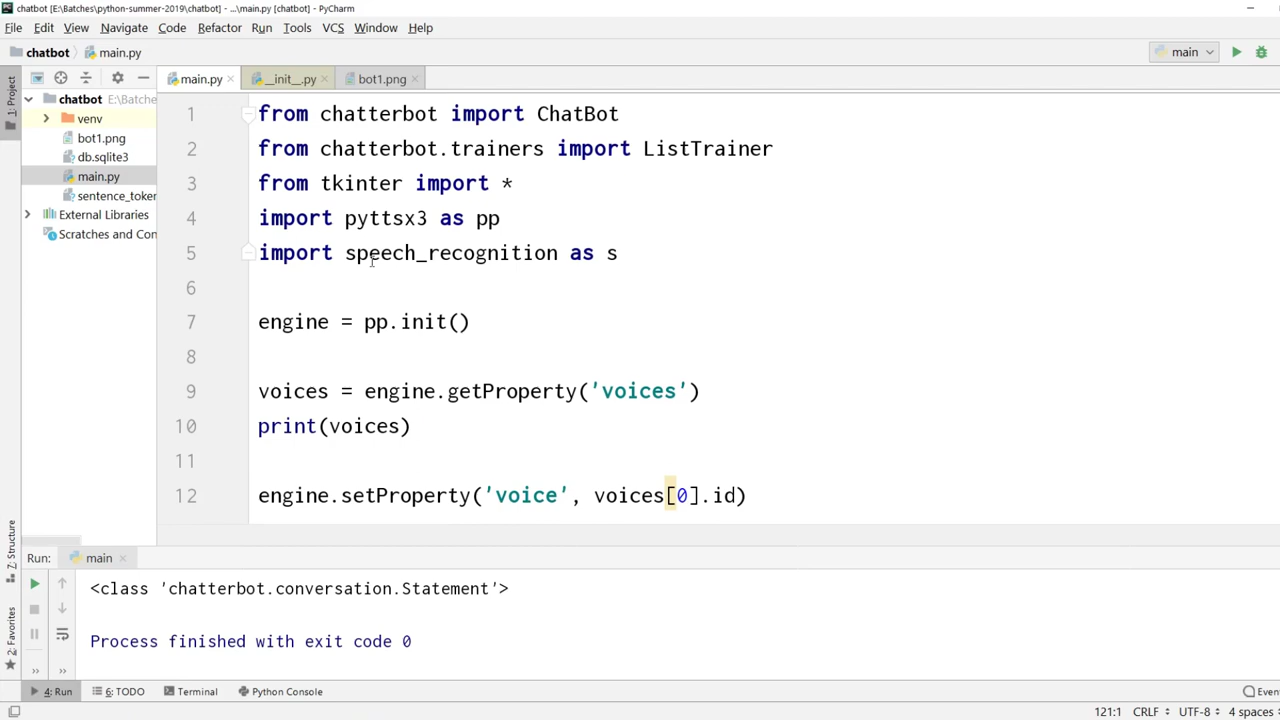 chatbot [E:\Batches\python-summer-2019\chatbot] - ...\main.py [chatbot] - PyCharm
File Edit View Navigate Code Refactor Run Tools VCS Window Help
chatbot main.py main
1: Project
main.py __init__.py bot1.png
chatbot E:\Batche
venv
bot1.png
db.sqlite3
main.py
sentence_token
External Libraries
Scratches and Con
1 from chatterbot import ChatBot
2 from chatterbot.trainers import ListTrainer
3 from tkinter import *
4 import pyttsx3 as pp
5 import speech_recognition as s
6
7 engine = pp.init()
8
9 voices = engine.getProperty('voices')
10 print(voices)
11
12 engine.setProperty('voice', voices[0].id)
Z: Structure
2: Favorites
Run: main
<class 'chatterbot.conversation.Statement'>
Process finished with exit code 0
4: Run 6: TODO Terminal Python Console Even
121:1 CRLF UTF-8 4 spaces